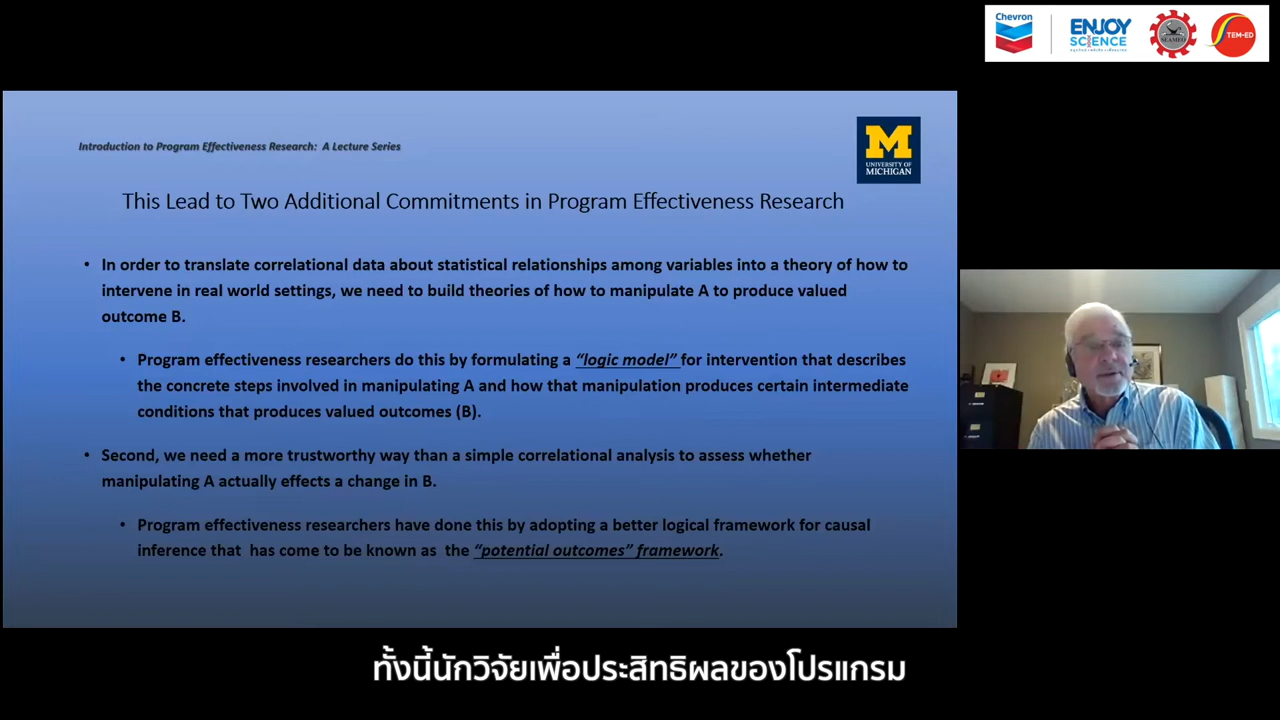 Chevron
ENJOY
SCIENCE
SEAMEO
STEM-ED
Introduction to Program Effectiveness Research: A Lecture Series
M
UNIVERSITY OF
MICHIGAN
This Lead to Two Additional Commitments in Program Effectiveness Research
• In order to translate correlational data about statistical relationships among variables into a theory of how to
intervene in real world settings, we need to build theories of how to manipulate A to produce valued
outcome B.
• Program effectiveness researchers do this by formulating a “logic model” for intervention that describes
the concrete steps involved in manipulating A and how that manipulation produces certain intermediate
conditions that produces valued outcomes (B).
• Second, we need a more trustworthy way than a simple correlational analysis to assess whether
manipulating A actually effects a change in B.
• Program effectiveness researchers have done this by adopting a better logical framework for causal
inference that has come to be known as the “potential outcomes” framework.
ทั้งนี้นักวิจัยเพื่อประสิทธิผลของโปรแกรม